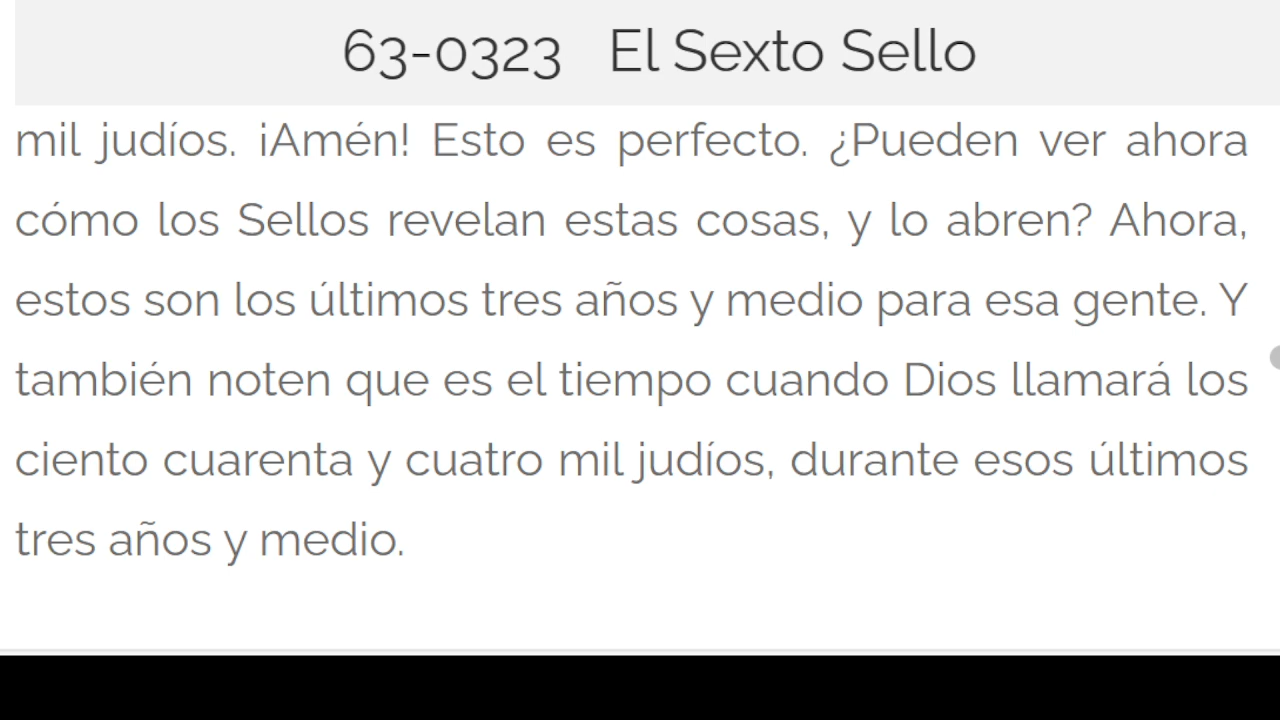 63-0323 El Sexto Sello
mil judíos. ¡Amén! Esto es perfecto. ¿Pueden ver ahora
cómo los Sellos revelan estas cosas, y lo abren? Ahora,
estos son los últimos tres años y medio para esa gente. Y
también noten que es el tiempo cuando Dios llamará los
ciento cuarenta y cuatro mil judíos, durante esos últimos
tres años y medio.